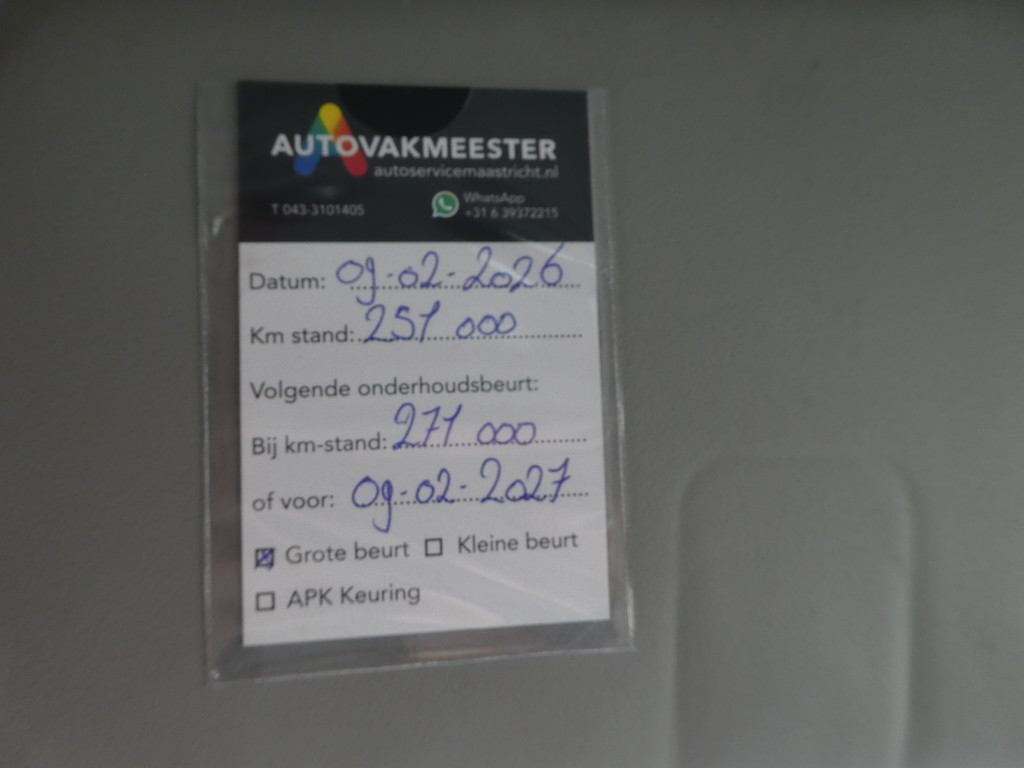 AUTOVAKMEESTER
autoservicemaastricht.nl
T 043-3101405
WhatsApp
+31 6 39372215
Datum: 09-02-2026
Km stand: 251 000
Volgende onderhoudsbeurt:
Bij km-stand: 271 000
of voor: 09-02-2027
Grote beurt Kleine beurt
APK Keuring